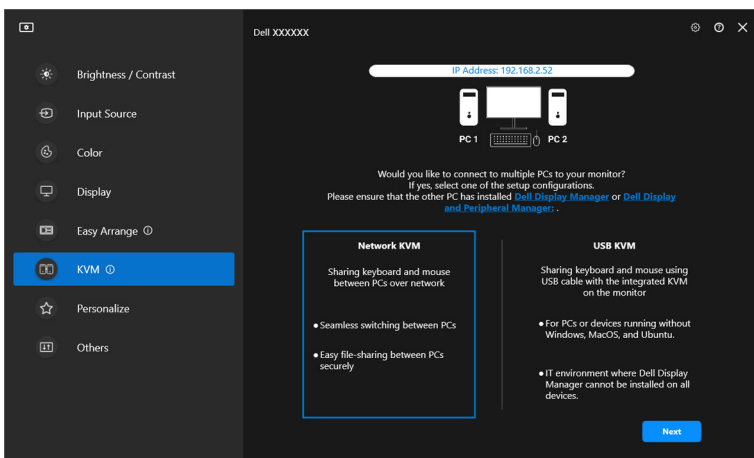 Dell XXXXXX
Brightness / Contrast
Input Source
Color
Display
Easy Arrange
KVM
Personalize
Others
IP Address: 192.168.2.52
PC 1
PC 2
Would you like to connect to multiple PCs to your monitor?
If yes, select one of the setup configurations.
Please ensure that the other PC has installed Dell Display Manager or Dell Display
and Peripheral Manager: .
Network KVM
Sharing keyboard and mouse
between PCs over network
● Seamless switching between PCs
● Easy file-sharing between PCs
securely
USB KVM
Sharing keyboard and mouse using
USB cable with the integrated KVM
on the monitor
● For PCs or devices running without
Windows, MacOS, and Ubuntu.
● IT environment where Dell Display
Manager cannot be installed on all
devices.
Next